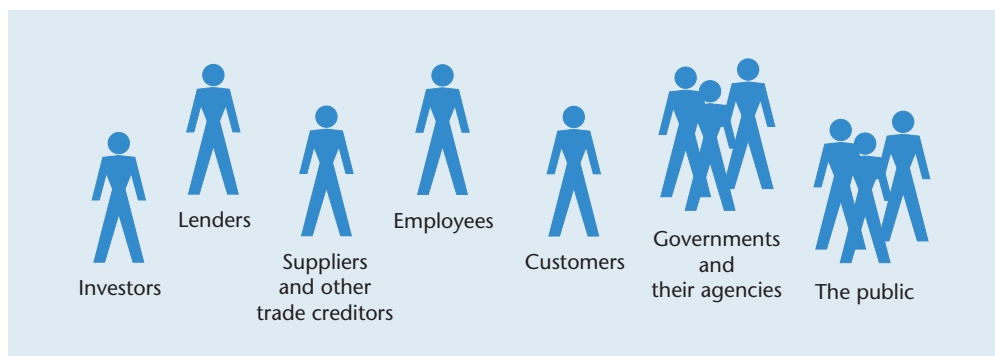 Investors
Lenders
Suppliers
and other
trade creditors
Employees
Customers
Governments
and
their agencies
The public